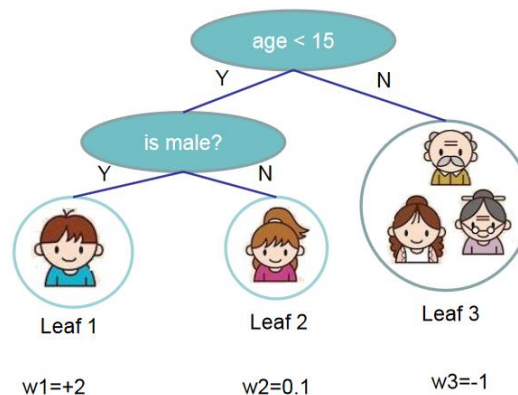 age < 15
Y
N
is male?
Y
N
Leaf 1
Leaf 2
Leaf 3
w1=+2
w2=0.1
w3=-1